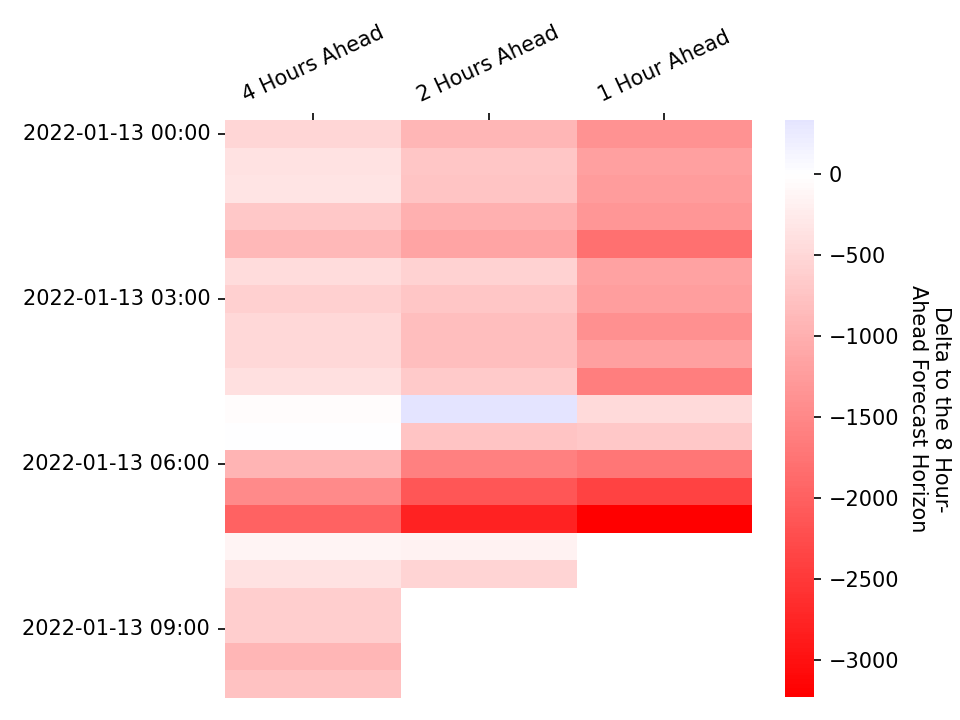 4 Hours Ahead
2 Hours Ahead
1 Hour Ahead
2022-01-13 00:00
2022-01-13 03:00
2022-01-13 06:00
2022-01-13 09:00
0
−500
−1000
−1500
−2000
−2500
−3000
Delta to the 8 Hour-
Ahead Forecast Horizon